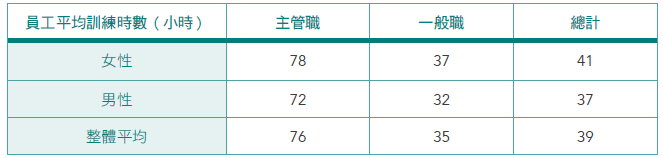 員工平均訓練時數（小時） 主管職 一般職 總計
女性 78 37 41
男性 72 32 37
整體平均 76 35 39